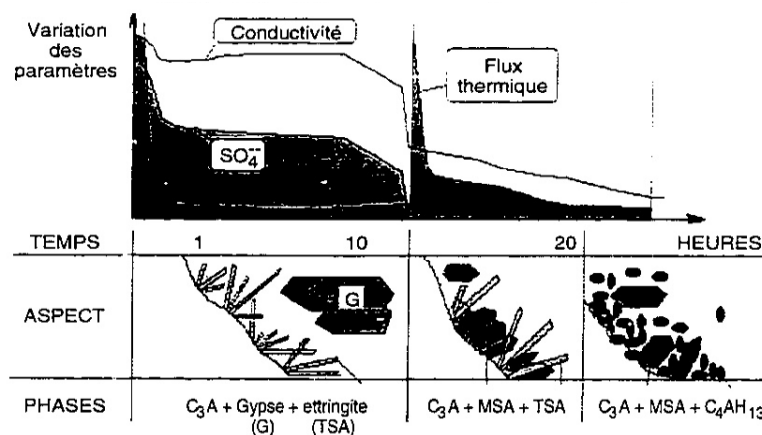 Variation
des
paramètres
Conductivité
Flux
thermique
SO₄⁻⁻
TEMPS 1 10 20 HEURES
ASPECT
G
PHASES C₃A + Gypse + ettringite C₃A + MSA + TSA C₃A + MSA + C₄AH₁₃
(G) (TSA)